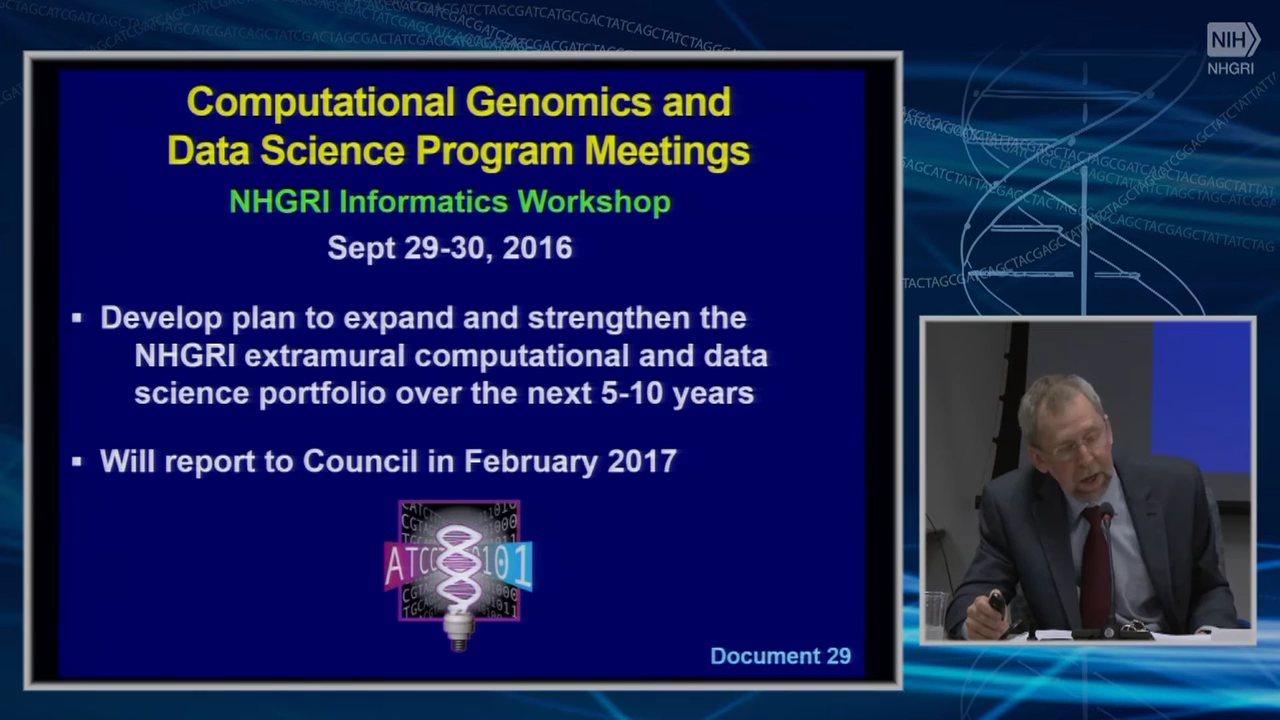 NIH
NHGRI
Computational Genomics and
Data Science Program Meetings
NHGRI Informatics Workshop
Sept 29-30, 2016
▪ Develop plan to expand and strengthen the
NHGRI extramural computational and data
science portfolio over the next 5-10 years
▪ Will report to Council in February 2017
ATCC 0101
Document 29